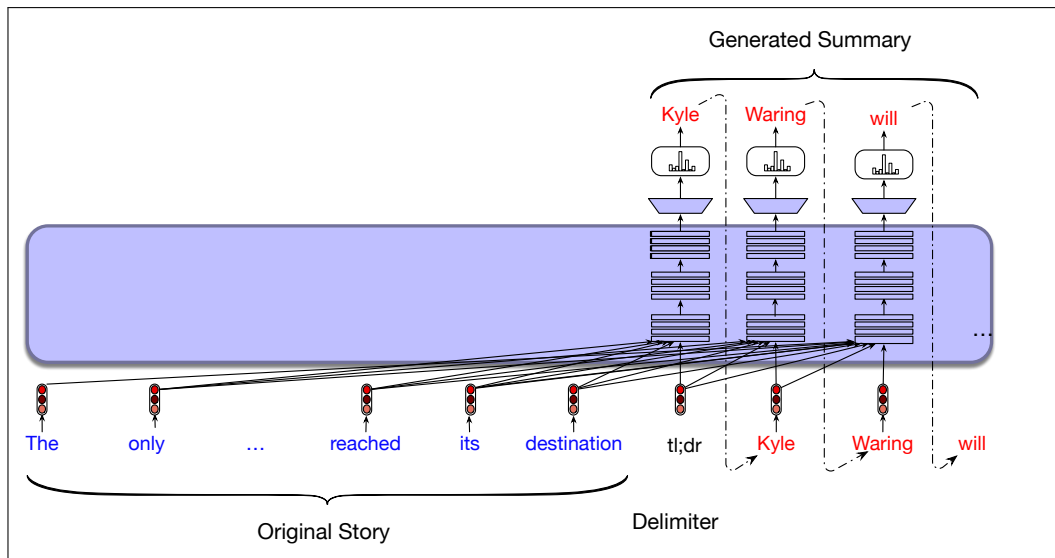 Generated Summary
Kyle Waring will
…
The only … reached its destination tl;dr Kyle Waring will
Original Story
Delimiter